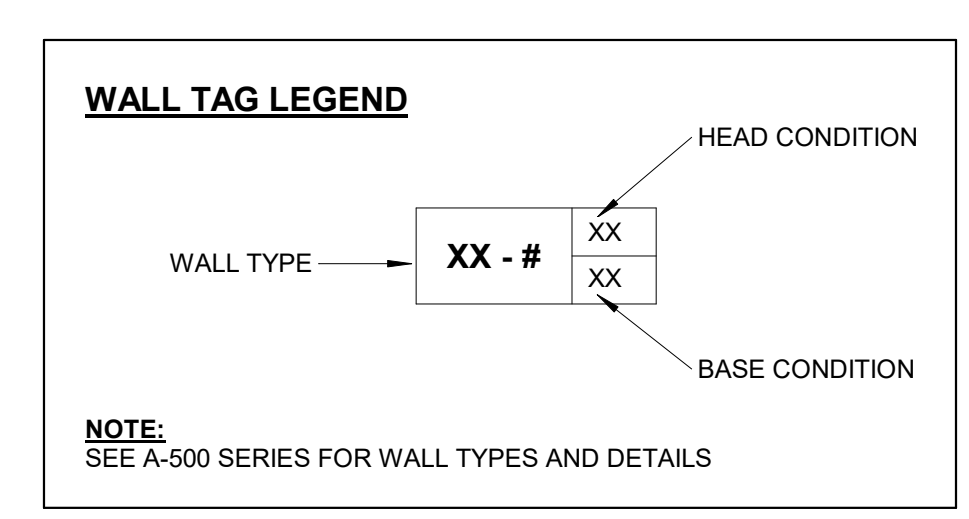 WALL TAG LEGEND
HEAD CONDITION
XX
WALL TYPE
XX - #
XX
BASE CONDITION
NOTE:
SEE A-500 SERIES FOR WALL TYPES AND DETAILS